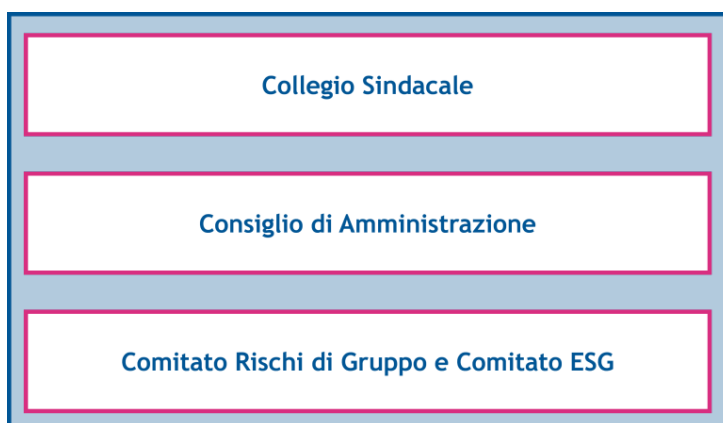 Collegio Sindacale
Consiglio di Amministrazione
Comitato Rischi di Gruppo e Comitato ESG